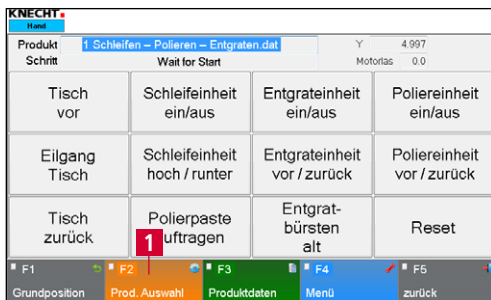 KNECHT
Hand
Produkt 1 Schleifen – Polieren – Entgraten.dat Y 4.997
Schritt Wait for Start Motorlas 0.0
Tisch vor
Schleifeinheit ein/aus
Entgrateinheit ein/aus
Poliereinheit ein/aus
Eilgang Tisch
Schleifeinheit hoch / runter
Entgrateinheit vor / zurück
Poliereinheit vor / zurück
Tisch zurück
Polierpaste uftragen
Entgrat-
bürsten
alt
Reset
1
F1 F2 F3 F4 F5
Grundposition Prod. Auswahl Produktdaten Menü zurück